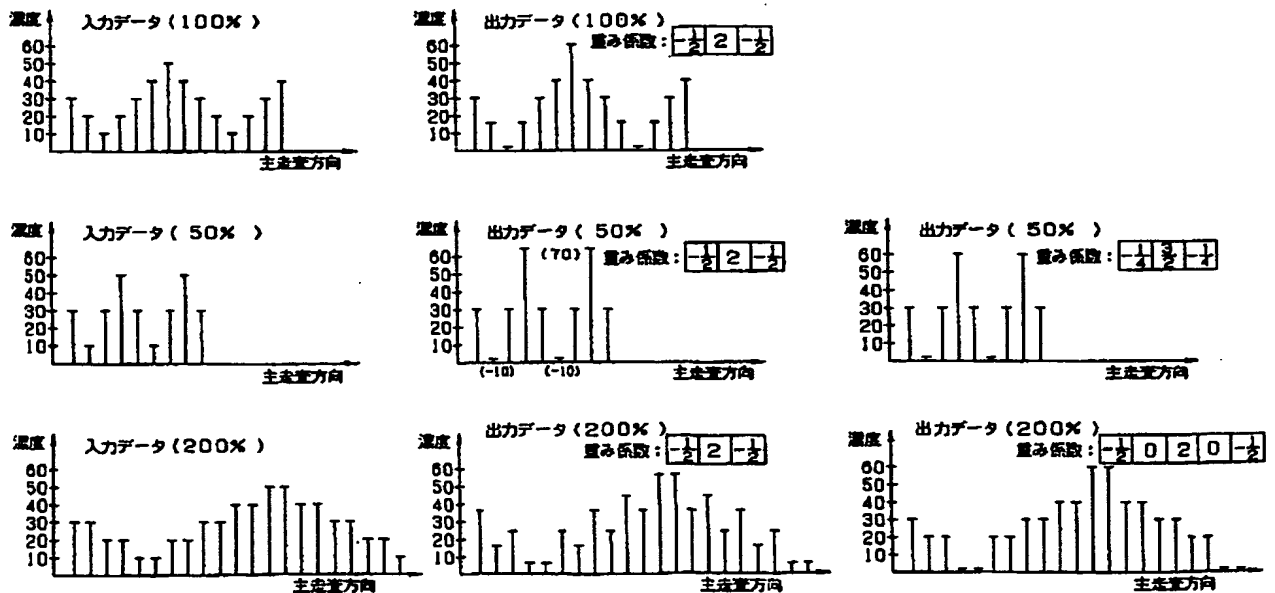 濃度 入力データ(100%)
60
50
40
30
20
10
主走査方向
濃度 出力データ(100%)
重み係数: -1/2 2 -1/2
60
50
40
30
20
10
主走査方向
濃度 入力データ( 50% )
60
50
40
30
20
10
主走査方向
濃度 出力データ( 50% )
(70) 重み係数: -1/2 2 -1/2
60
50
40
30
20
10
(-10) (-10) 主走査方向
濃度 出力データ( 50% )
重み係数: -1/4 3/2 -1/4
60
50
40
30
20
10
主走査方向
濃度 入力データ(200%)
60
50
40
30
20
10
主走査方向
濃度 出力データ(200%)
重み係数: -1/2 2 -1/2
60
50
40
30
20
10
主走査方向
濃度 出力データ(200%)
重み係数: -1/2 0 2 0 -1/2
60
50
40
30
20
10
主走査方向